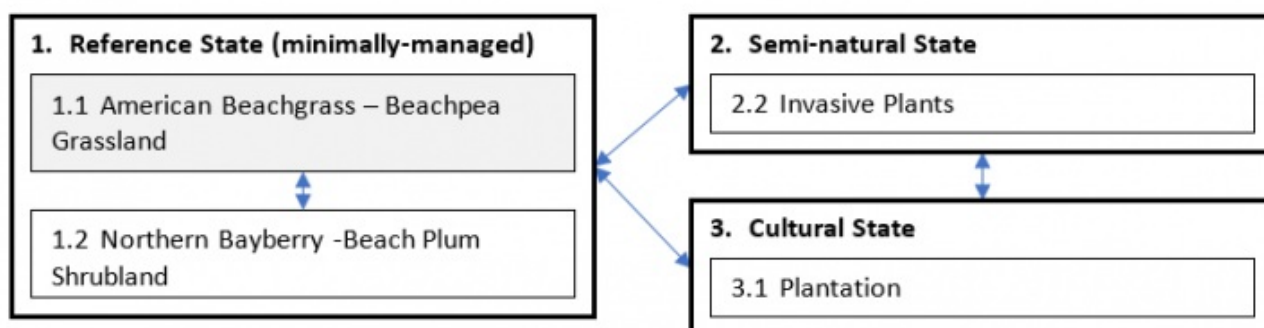 1. Reference State (minimally-managed)
1.1 American Beachgrass – Beachpea
Grassland
1.2 Northern Bayberry -Beach Plum
Shrubland
2. Semi-natural State
2.2 Invasive Plants
3. Cultural State
3.1 Plantation